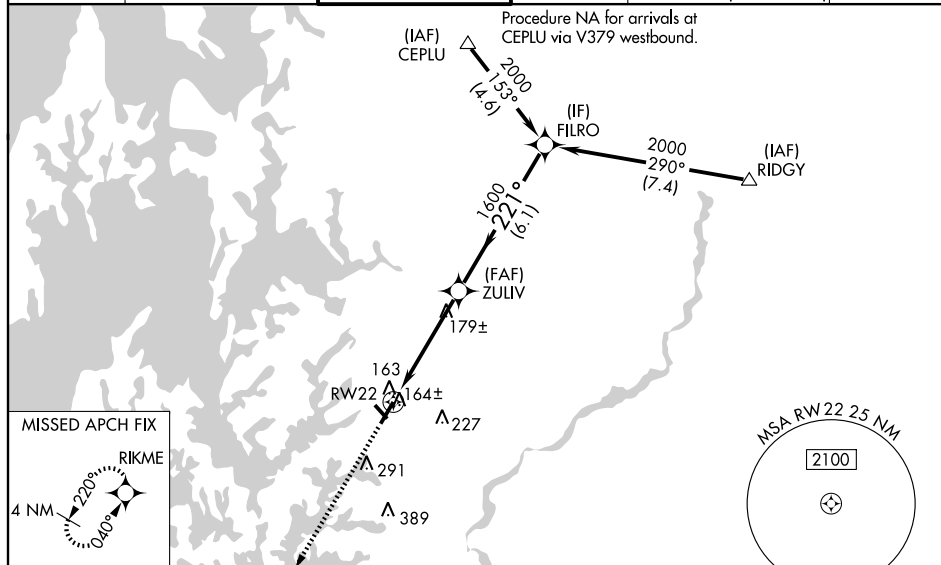 Procedure NA for arrivals at
CEPLU via V379 westbound.
(IAF)
CEPLU
2000
153°
(4.6)
(IF)
FILRO
2000
290°
(7.4)
(IAF)
RIDGY
1600
221°
(6.1)
(FAF)
ZULIV
179±
163
RW22
164±
227
291
389
MISSED APCH FIX
RIKME
220°
4 NM
040°
MSA RW22 25 NM
2100